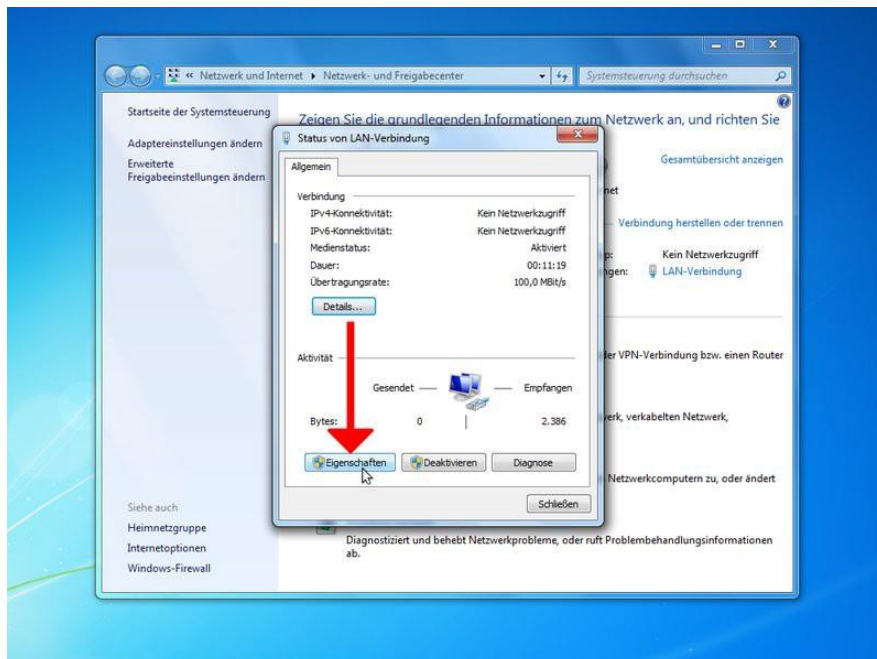 « Netzwerk und Internet ▸ Netzwerk- und Freigabecenter
Systemsteuerung durchsuchen
Startseite der Systemsteuerung
Adaptereinstellungen ändern
Erweiterte
Freigabeeinstellungen ändern
Zeigen Sie die grundlegenden Informationen zum Netzwerk an, und richten Sie
Gesamtübersicht anzeigen
net
Verbindung herstellen oder trennen
p: Kein Netzwerkzugriff
ngen: LAN-Verbindung
der VPN-Verbindung bzw. einen Router
werk, verkabelten Netzwerk,
Netzwerkcomputern zu, oder ändert
Diagnostiziert und behebt Netzwerkprobleme, oder ruft Problembehandlungsinformationen
ab.
Status von LAN-Verbindung
Allgemein
Verbindung
IPv4-Konnektivität: Kein Netzwerkzugriff
IPv6-Konnektivität: Kein Netzwerkzugriff
Medienstatus: Aktiviert
Dauer: 00:11:19
Übertragungsrate: 100,0 MBit/s
Details...
Aktivität
Gesendet — — Empfangen
Bytes: 0 | 2.386
Eigenschaften Deaktivieren Diagnose
Schließen
Siehe auch
Heimnetzgruppe
Internetoptionen
Windows-Firewall